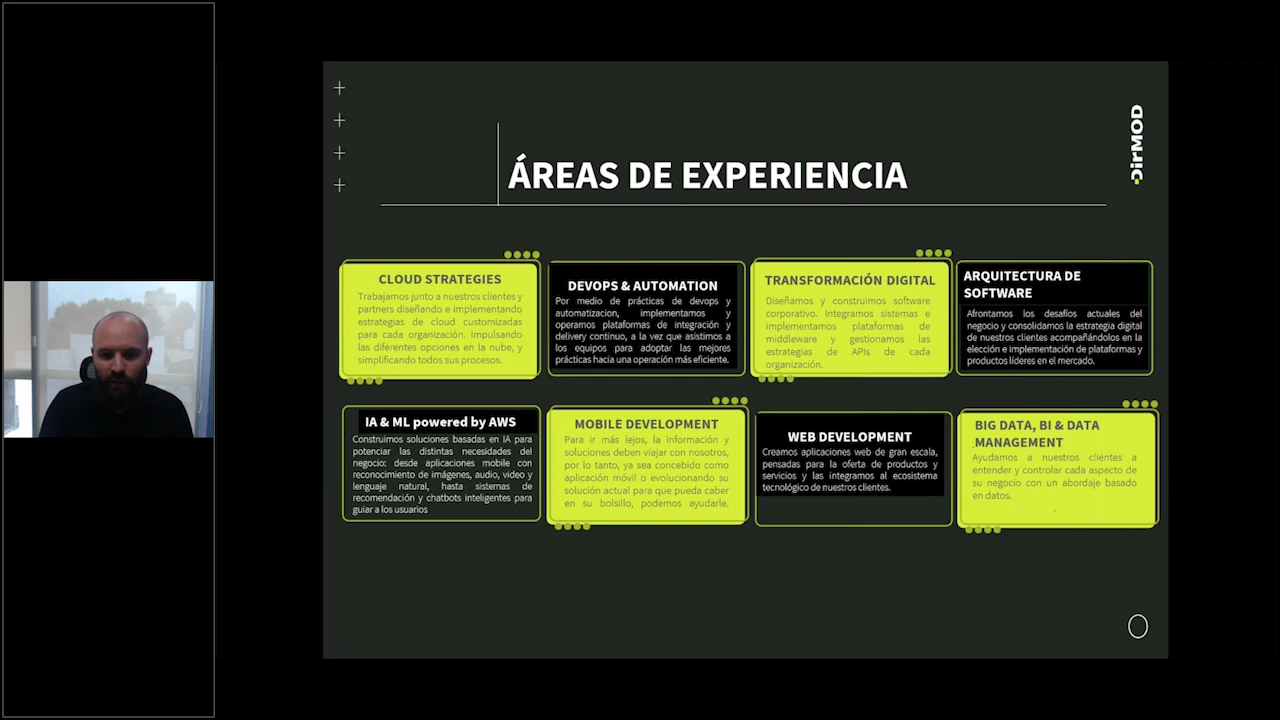 ÁREAS DE EXPERIENCIA
DirMOD
CLOUD STRATEGIES
Trabajamos junto a nuestros clientes y
partners diseñando e implementando
estrategias de cloud customizadas
para cada organización. Impulsando
las diferentes opciones en la nube, y
simplificando todos sus procesos.
DEVOPS & AUTOMATION
Por medio de prácticas de devops y
automatizacion, implementamos y
operamos plataformas de integración y
delivery continuo, a la vez que asistimos a
los equipos para adoptar las mejores
prácticas hacia una operación más eficiente.
TRANSFORMACIÓN DIGITAL
Diseñamos y construimos software
corporativo. Integramos sistemas e
implementamos plataformas de
middleware y gestionamos las
estrategias de APIs de cada
organización.
ARQUITECTURA DE
SOFTWARE
Afrontamos los desafíos actuales del
negocio y consolidamos la estrategia digital
de nuestros clientes acompañándolos en la
elección e implementación de plataformas y
productos líderes en el mercado.
IA & ML powered by AWS
Construimos soluciones basadas en IA para
potenciar las distintas necesidades del
negocio: desde aplicaciones mobile con
reconocimiento de imágenes, audio, video y
lenguaje natural, hasta sistemas de
recomendación y chatbots inteligentes para
guiar a los usuarios
MOBILE DEVELOPMENT
Para ir más lejos, la información y
soluciones deben viajar con nosotros,
por lo tanto, ya sea concebido como
aplicación móvil o evolucionando su
solución actual para que pueda caber
en su bolsillo, podemos ayudarle.
WEB DEVELOPMENT
Creamos aplicaciones web de gran escala,
pensadas para la oferta de productos y
servicios y las integramos al ecosistema
tecnológico de nuestros clientes.
BIG DATA, BI & DATA
MANAGEMENT
Ayudamos a nuestros clientes a
entender y controlar cada aspecto de
su negocio con un abordaje basado
en datos.